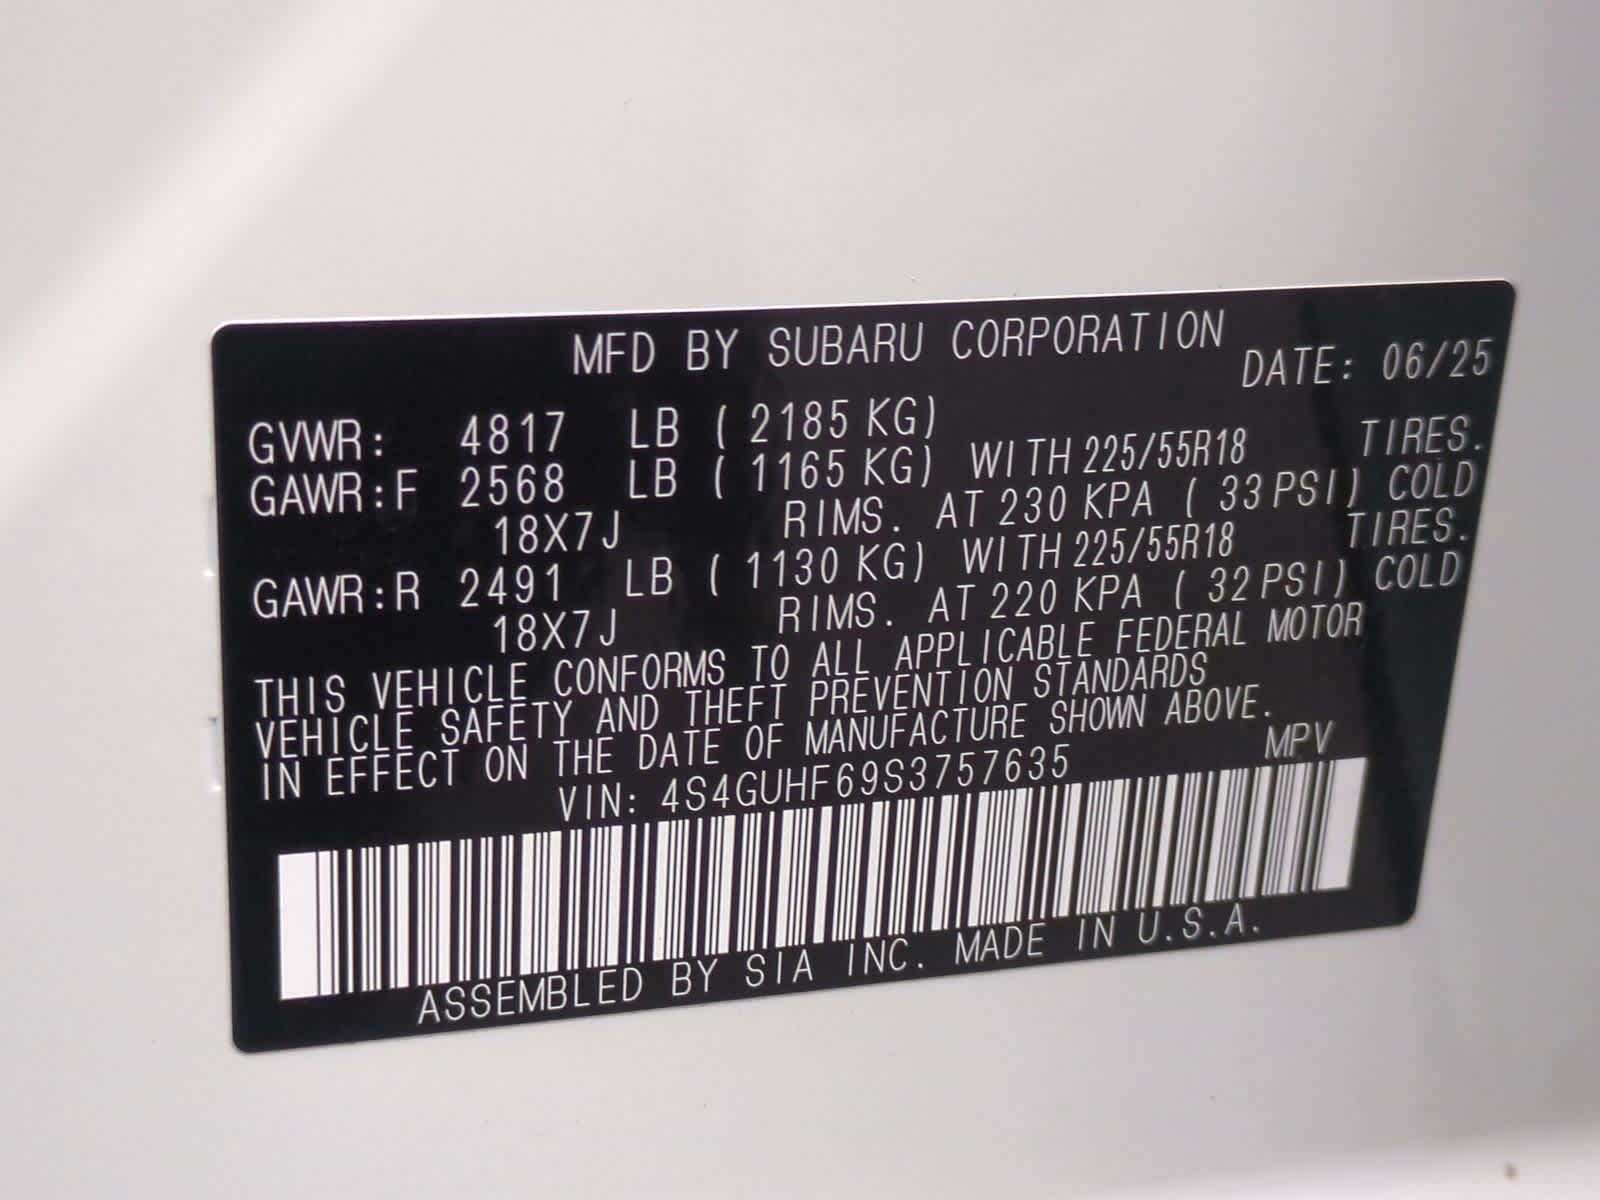 MFD BY SUBARU CORPORATION DATE: 06/25
GVWR: 4817 LB ( 2185 KG)
GAWR:F 2568 LB ( 1165 KG) WITH 225/55R18 TIRES.
18X7J RIMS. AT 230 KPA ( 33 PSI) COLD
GAWR:R 2491 LB ( 1130 KG) WITH 225/55R18 TIRES.
18X7J RIMS. AT 220 KPA ( 32 PSI) COLD
THIS VEHICLE CONFORMS TO ALL APPLICABLE FEDERAL MOTOR
VEHICLE SAFETY AND THEFT PREVENTION STANDARDS
IN EFFECT ON THE DATE OF MANUFACTURE SHOWN ABOVE.
VIN: 4S4GUHF69S3757635 MPV
ASSEMBLED BY SIA INC. MADE IN U.S.A.